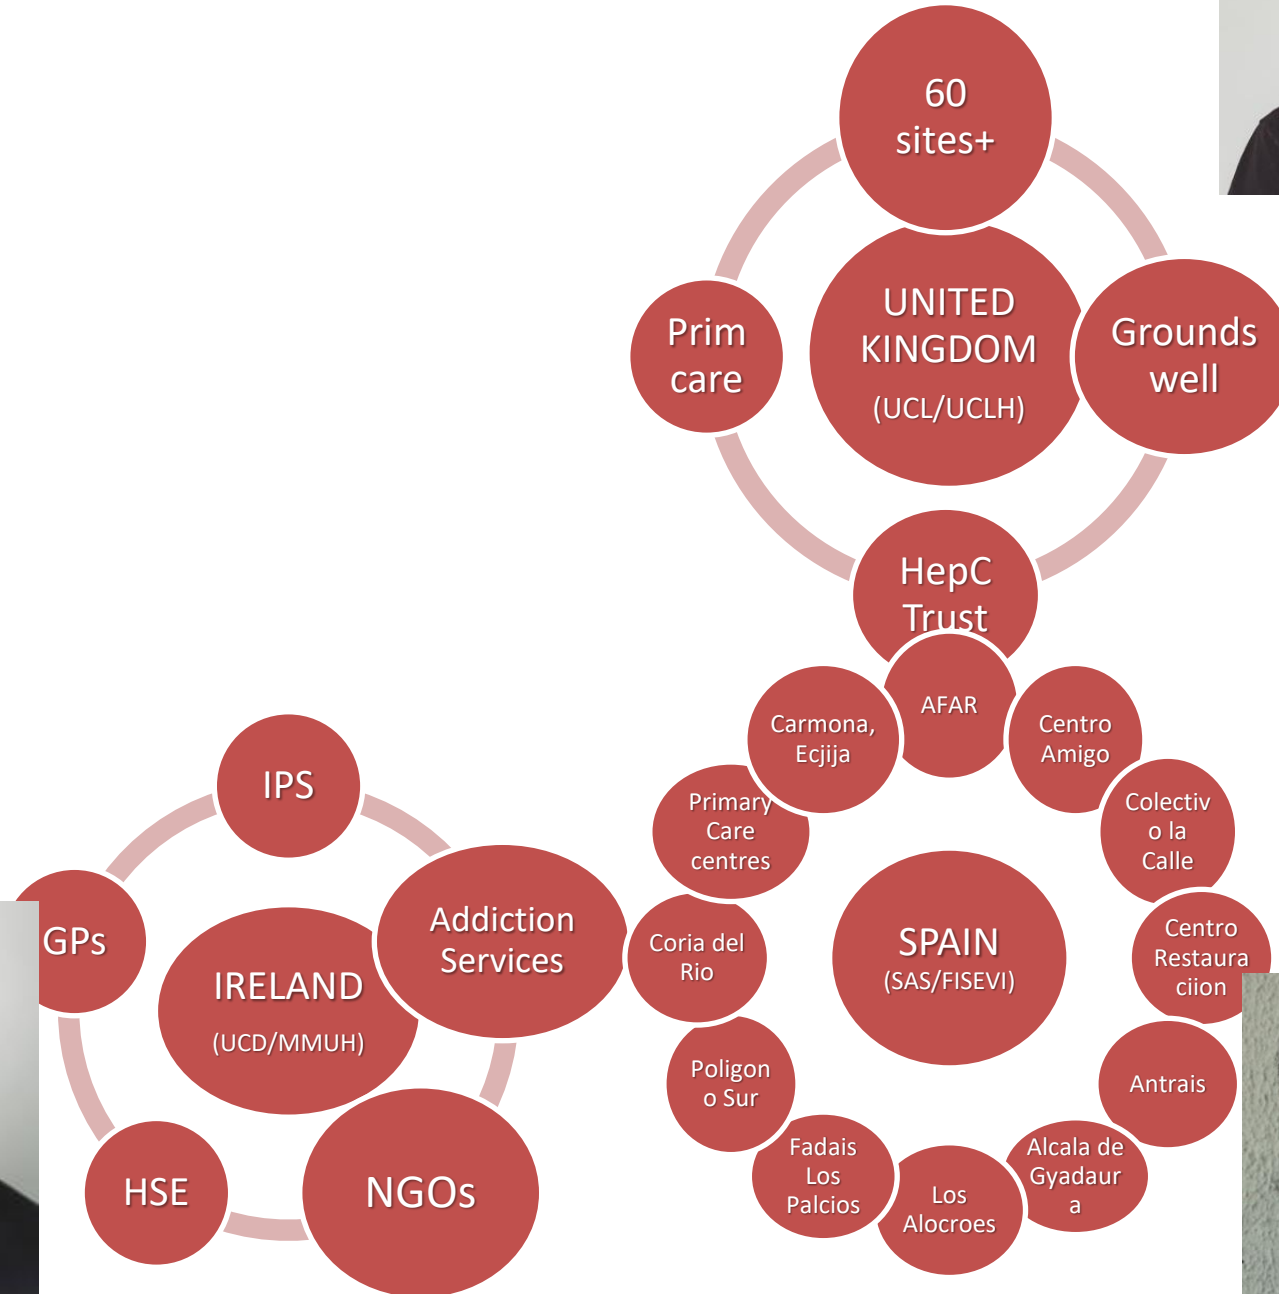 60
sites+
UNITED
KINGDOM
(UCL/UCLH)
Prim
care
Grounds
well
HepC
Trust
AFAR
Carmona,
Ecjija
Centro
Amigo
Primary
Care
centres
Colectiv
o la
Calle
Coria del
Rio
SPAIN
(SAS/FISEVI)
Centro
Restaura
ciion
Poligon
o Sur
Antrais
Fadais
Los
Palcios
Los
Alocroes
Alcala de
Gyadaur
a
IPS
GPs
Addiction
Services
IRELAND
(UCD/MMUH)
HSE
NGOs